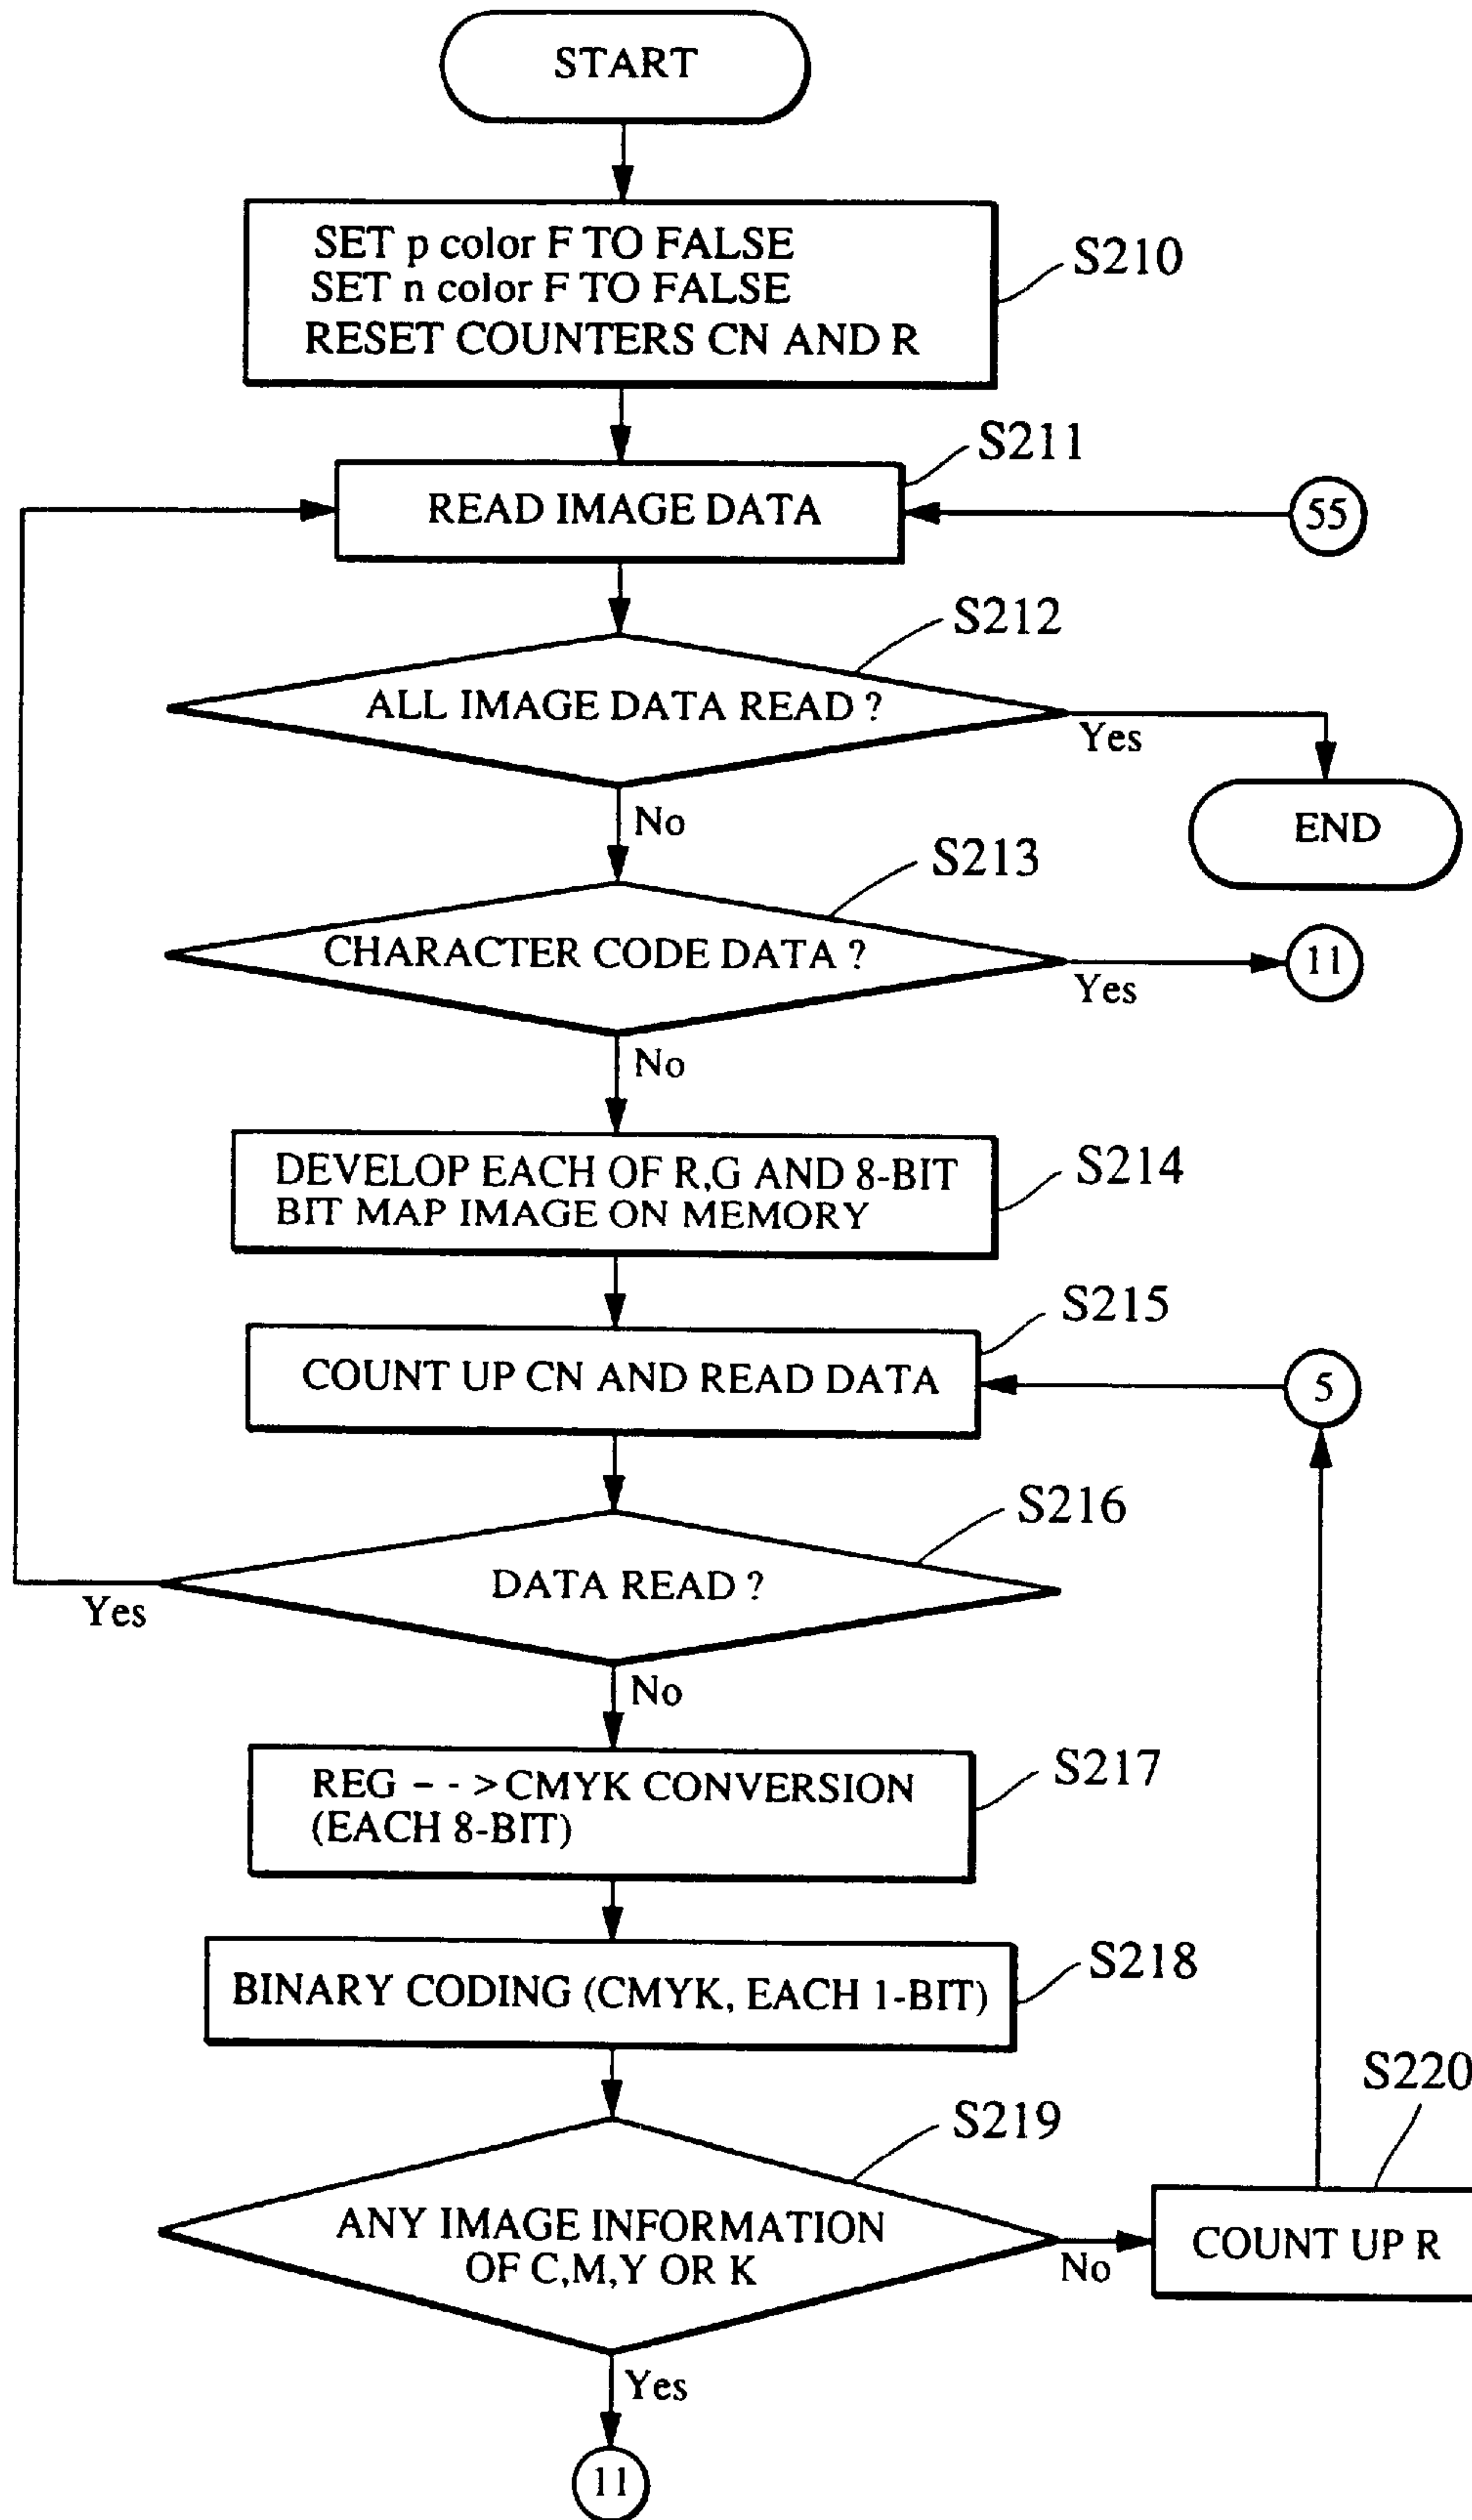 START
SET p color F TO FALSE
SET n color F TO FALSE
RESET COUNTERS CN AND R
S210
S211
READ IMAGE DATA
55
S212
ALL IMAGE DATA READ ?
Yes
No
END
S213
CHARACTER CODE DATA ?
Yes
11
No
S214
DEVELOP EACH OF R,G AND 8-BIT
BIT MAP IMAGE ON MEMORY
S215
COUNT UP CN AND READ DATA
5
S216
DATA READ ?
Yes
No
S217
REG - - >CMYK CONVERSION
(EACH 8-BIT)
S218
BINARY CODING (CMYK, EACH 1-BIT)
S220
S219
ANY IMAGE INFORMATION
OF C,M,Y OR K
No
COUNT UP R
Yes
11